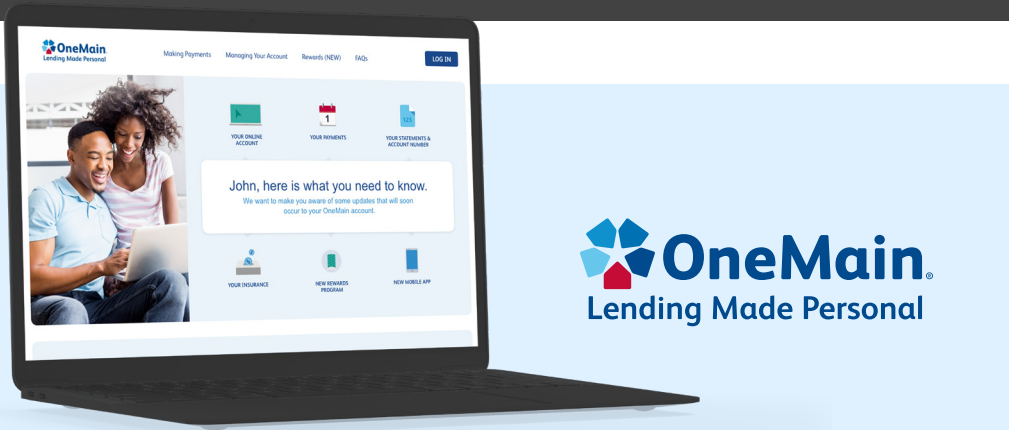 OneMain
Lending Made Personal
Making Payments
Managing Your Account
Rewards (NEW)
FAQs
LOG IN
YOUR ONLINE
ACCOUNT
1
YOUR PAYMENTS
123
YOUR STATEMENTS &
ACCOUNT NUMBER
John, here is what you need to know.
We want to make you aware of some updates that will soon
occur to your OneMain account.
YOUR INSURANCE
NEW REWARDS
PROGRAM
NEW MOBILE APP
OneMain®
Lending Made Personal